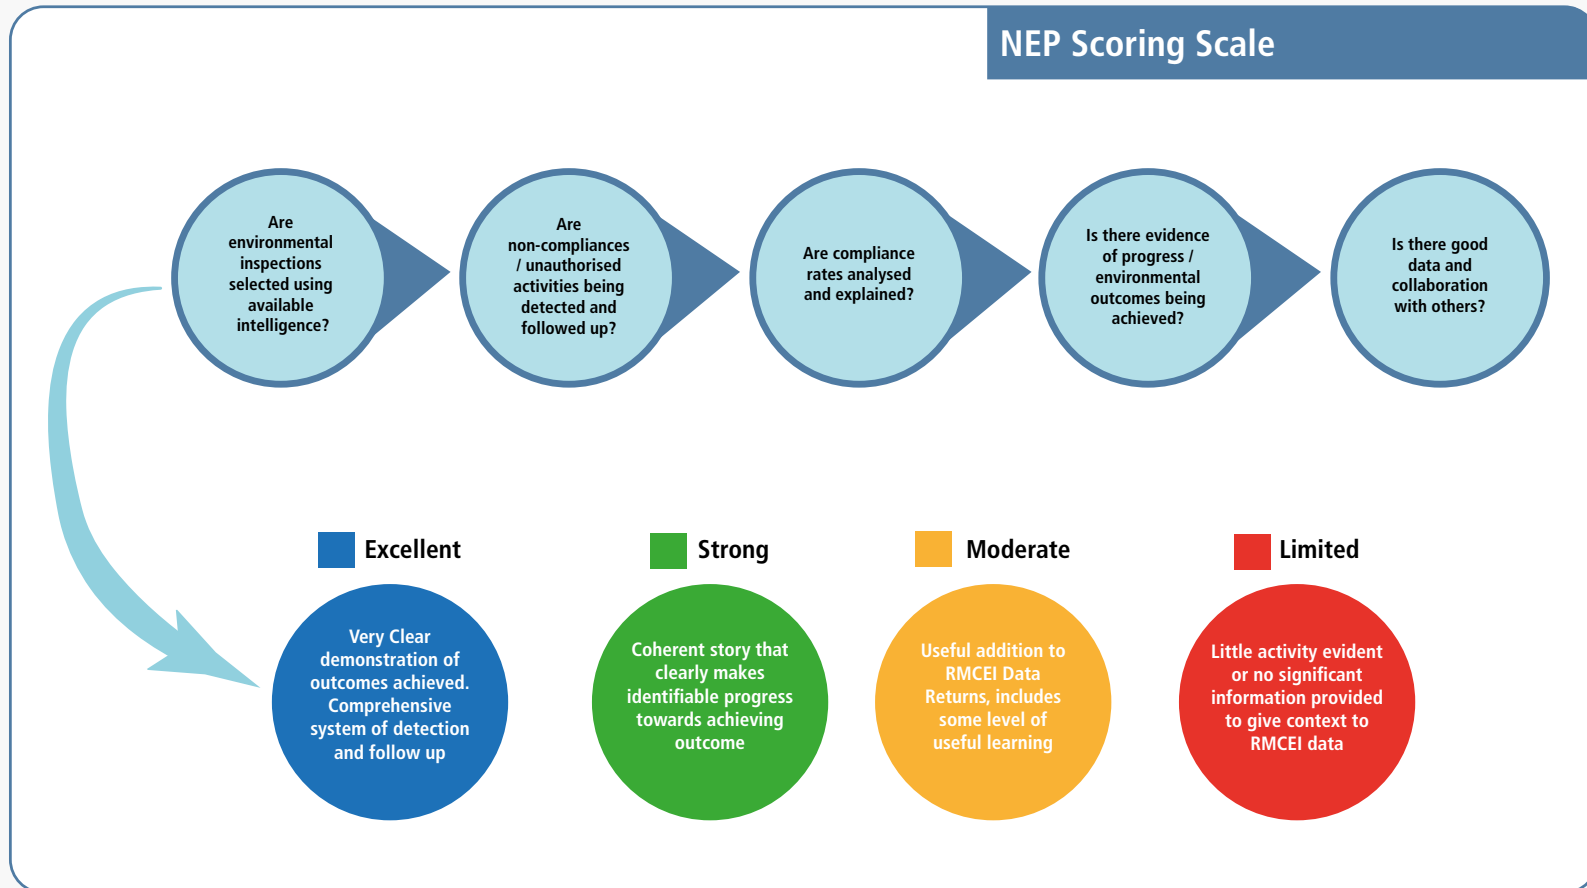 NEP Scoring Scale
Are
environmental
inspections
selected using
available
intelligence?
Are
non-compliances
/ unauthorised
activities being
detected and
followed up?
Are compliance
rates analysed
and explained?
Is there evidence
of progress /
environmental
outcomes being
achieved?
Is there good
data and
collaboration
with others?
Excellent
Very Clear
demonstration of
outcomes achieved.
Comprehensive
system of detection
and follow up
Strong
Coherent story that
clearly makes
identifiable progress
towards achieving
outcome
Moderate
Useful addition to
RMCEI Data
Returns, includes
some level of
useful learning
Limited
Little activity evident
or no significant
information provided
to give context to
RMCEI data